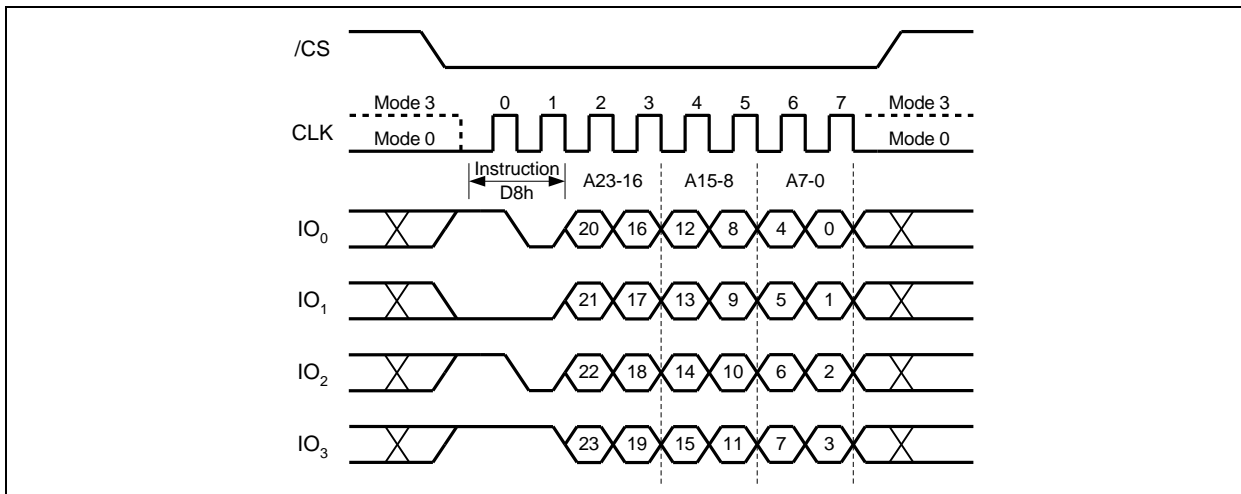 /CS
Mode 3 0 1 2 3 4 5 6 7 Mode 3
CLK
Mode 0 Mode 0
Instruction A23-16 A15-8 A7-0
D8h
IO0 20 16 12 8 4 0
IO1 21 17 13 9 5 1
IO2 22 18 14 10 6 2
IO3 23 19 15 11 7 3